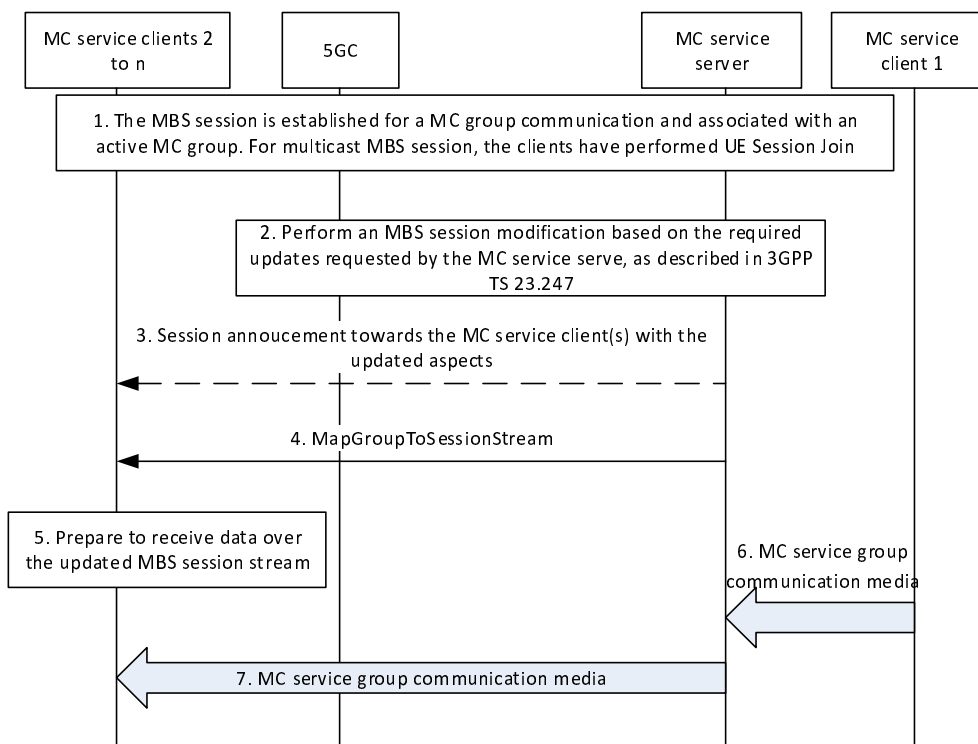 MC service clients 2
to n
5GC
MC service
server
MC service
client 1
1. The MBS session is established for a MC group communication and associated with an
active MC group. For multicast MBS session, the clients have performed UE Session Join
2. Perform an MBS session modification based on the required
updates requested by the MC service serve, as described in 3GPP
TS 23.247
3. Session annoucement towards the MC service client(s) with the
updated aspects
4. MapGroupToSessionStream
5. Prepare to receive data over
the updated MBS session stream
6. MC service group
communication media
7. MC service group communication media